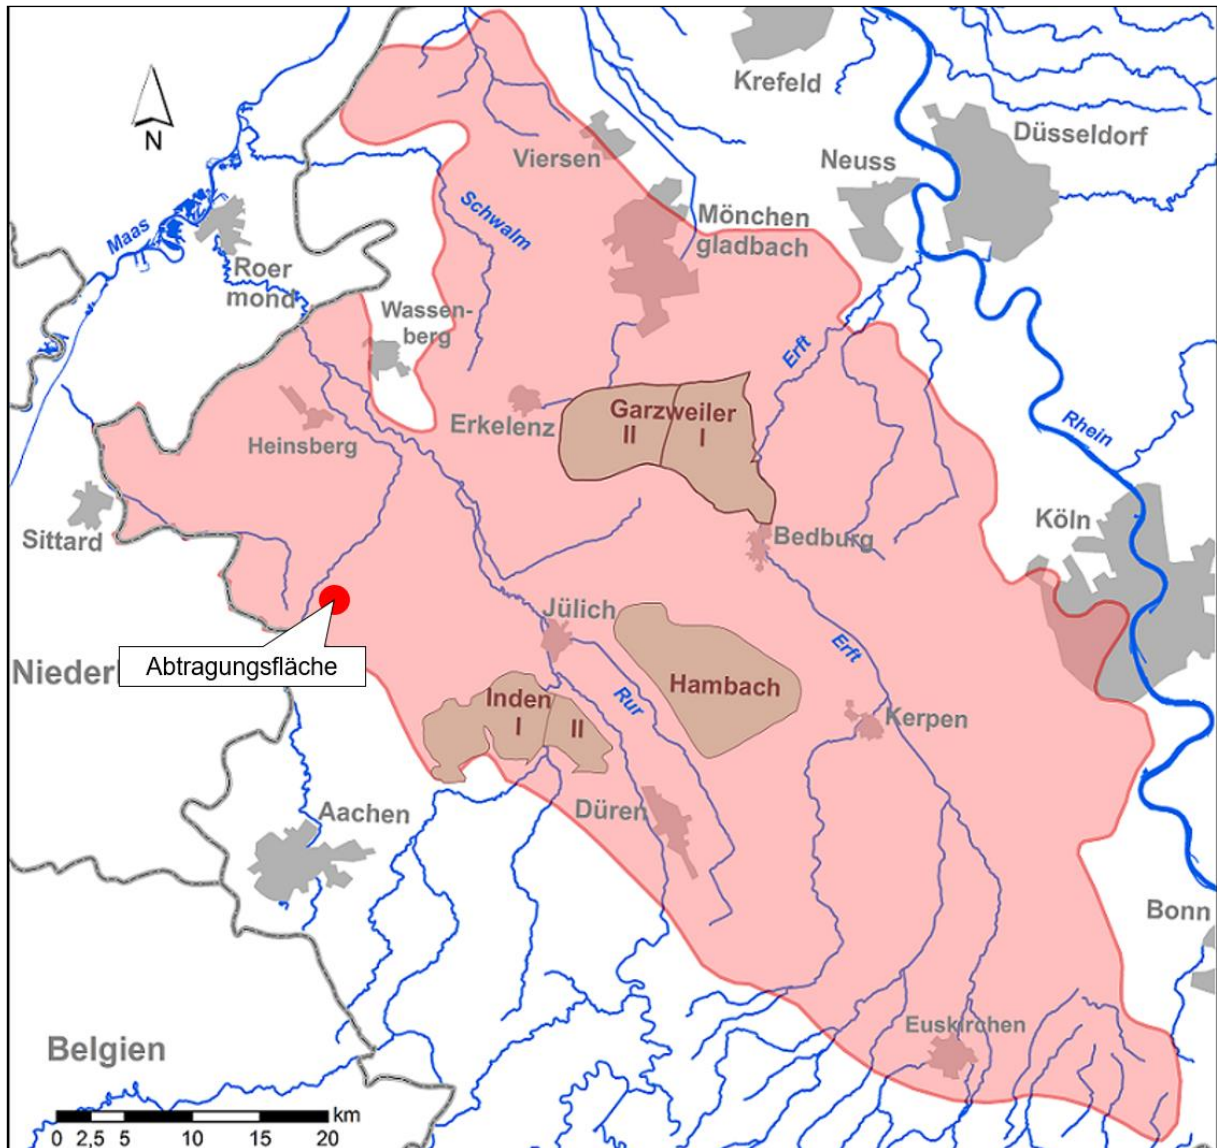 Krefeld
Düsseldorf
Neuss
Viersen
Mönchen
gladbach
Schwalm
Maas
N
Roer
mond
Wassen-
berg
Erft
Rhein
Garzweiler
II
I
Erkelenz
Heinsberg
Sittard
Köln
Bedburg
Jülich
Erft
Abtragungsfläche
Hambach
Inden
I
II
Rur
Kerpen
Düren
Aachen
Bonn
Euskirchen
Belgien
km
0 2,5 5 10 15 20